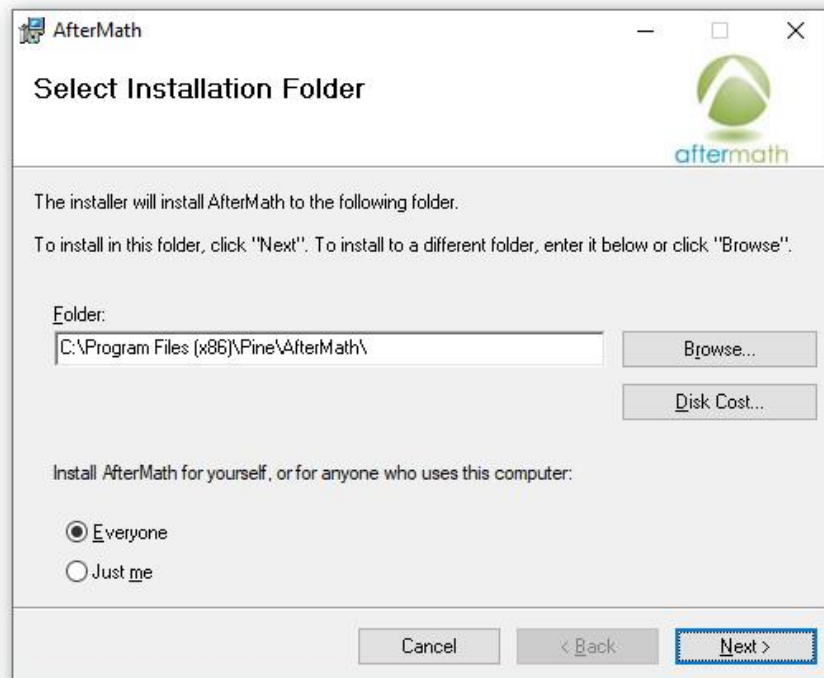 AfterMath
Select Installation Folder
aftermath
The installer will install AfterMath to the following folder.
To install in this folder, click "Next". To install to a different folder, enter it below or click "Browse".
Folder:
C:\Program Files (x86)\Pine\AfterMath\
Browse...
Disk Cost...
Install AfterMath for yourself, or for anyone who uses this computer:
Everyone
Just me
Cancel
< Back
Next >